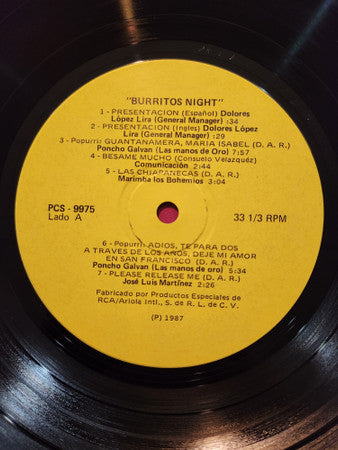 "BURRITOS NIGHT"
1 - PRESENTACION (Español) Dolores
López Lira (General Manager) :34
2 - PRESENTACION (Ingles) Dolores López
Lira (General Manager) :29
3 - Popurri: GUANTANAMERA, MARIA ISABEL (D. A. R.)
Poncho Galvan (Las manos de Oro) 7:57
4 - BESAME MUCHO (Consuelo Velazquez)
Comunicación 2:44
5 - LAS CHIAPANECAS (D. A. R.)
Marimba los Bohemios 3:04
PCS - 9975
Lado A
33 1/3 RPM
6 - Popurri: ADIOS, TE PARA DOS
A TRAVES DE LOS AÑOS, DEJE MI AMOR
EN SAN FRANCISCO (D. A. R.)
Poncho Galvan (Las manos de oro) 5:34
7 - PLEASE RELEASE ME (D. A. R.)
José Luis Martínez 2:26
Fabricado por Productos Especiales de
RCA/Ariola Intl., S. de R. L. de C. V.
(P) 1987